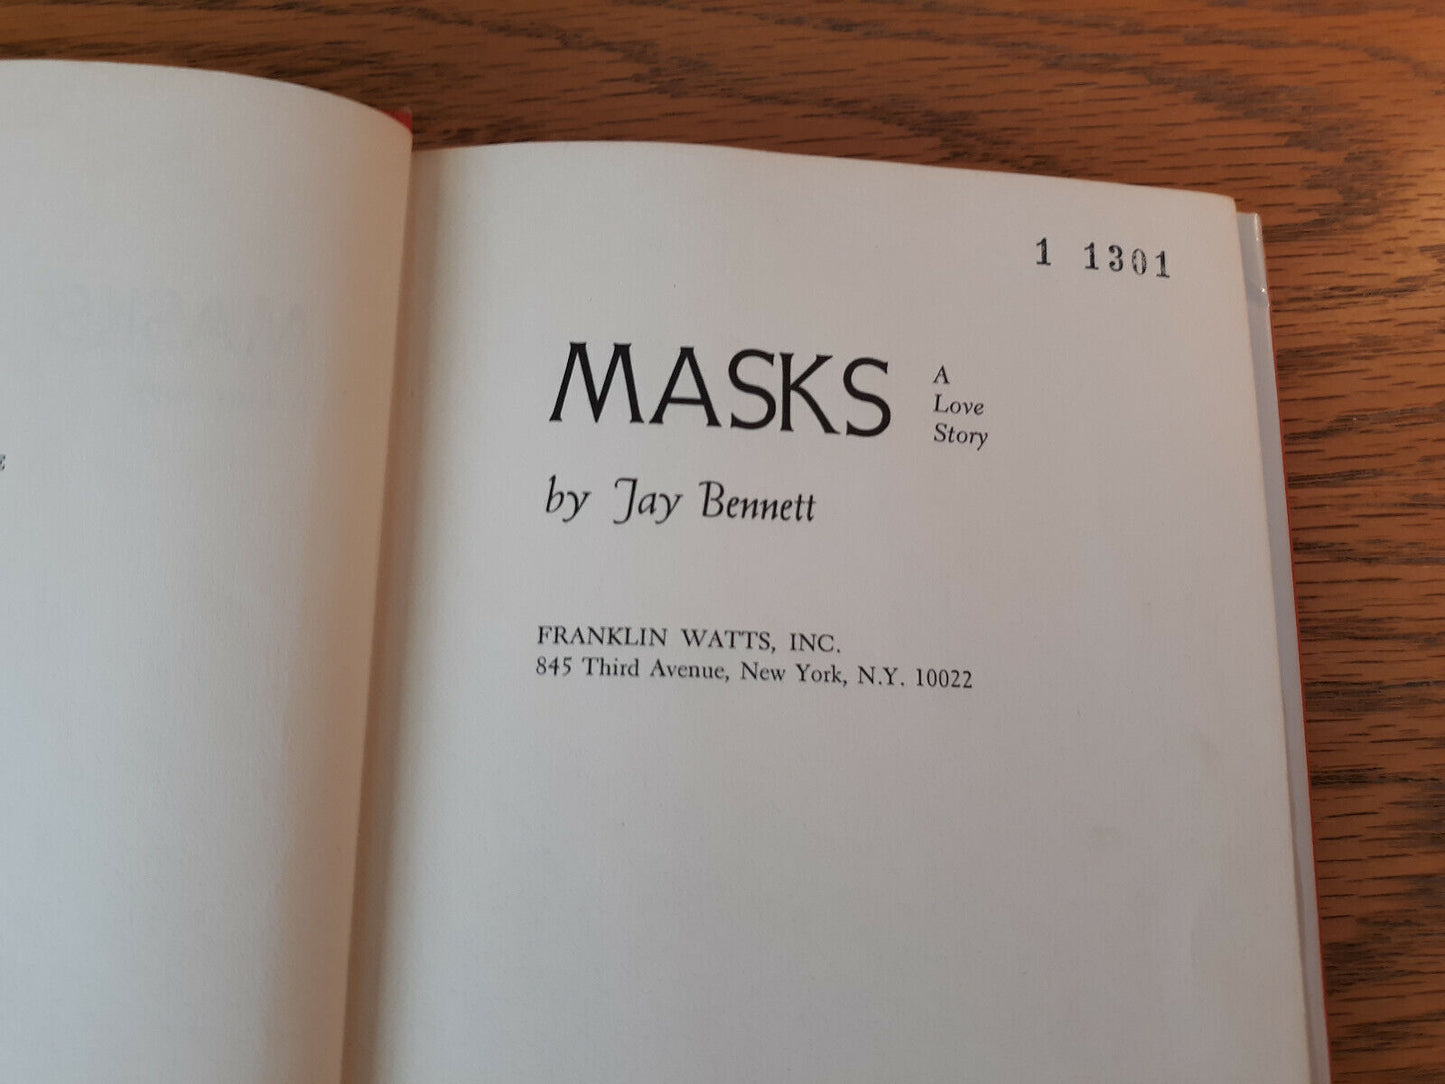 1 1301
MASKS
A
Love
Story
by Jay Bennett
FRANKLIN WATTS, INC.
845 Third Avenue, New York, N.Y. 10022